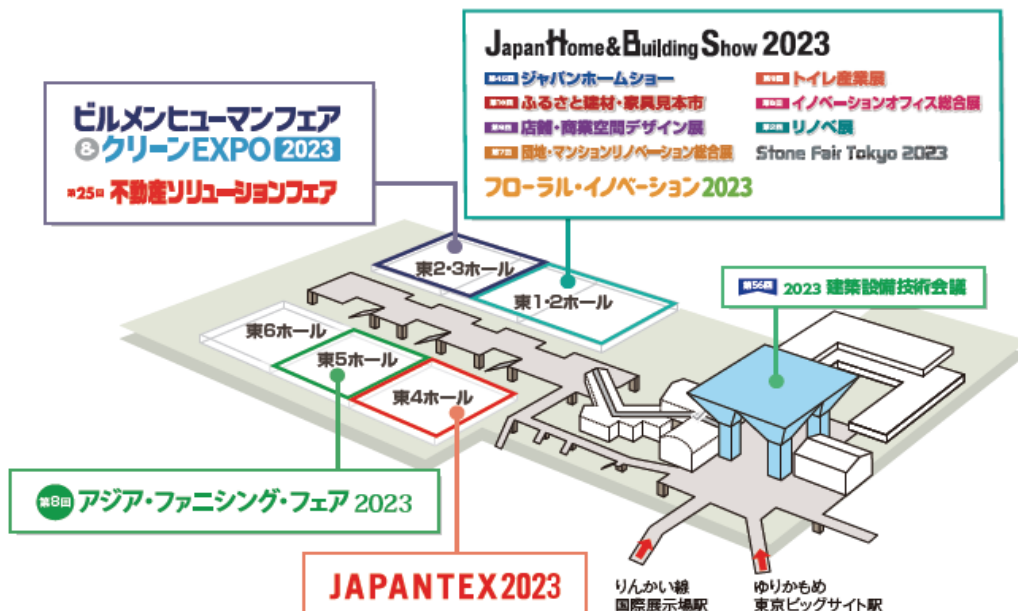 JapanHome&Building Show 2023
第45回 ジャパンホームショー
トイレ産業展
ふるさと建材・家具見本市
イノベーションオフィス総合展
店舗・商業空間デザイン展
リノベ展
第7回 団地・マンションリノベーション総合展
Stone Fair Tokyo 2023
フローラル・イノベーション2023
ビルメンヒューマンフェア
&クリーンEXPO 2023
第25回 不動産ソリューションフェア
東2・3ホール
東1・2ホール
第56回 2023 建築設備技術会議
東6ホール
東5ホール
東4ホール
第8回 アジア・ファニシング・フェア 2023
JAPANTEX2023
りんかい線
国際展示場駅
ゆりかもめ
東京ビッグサイト駅